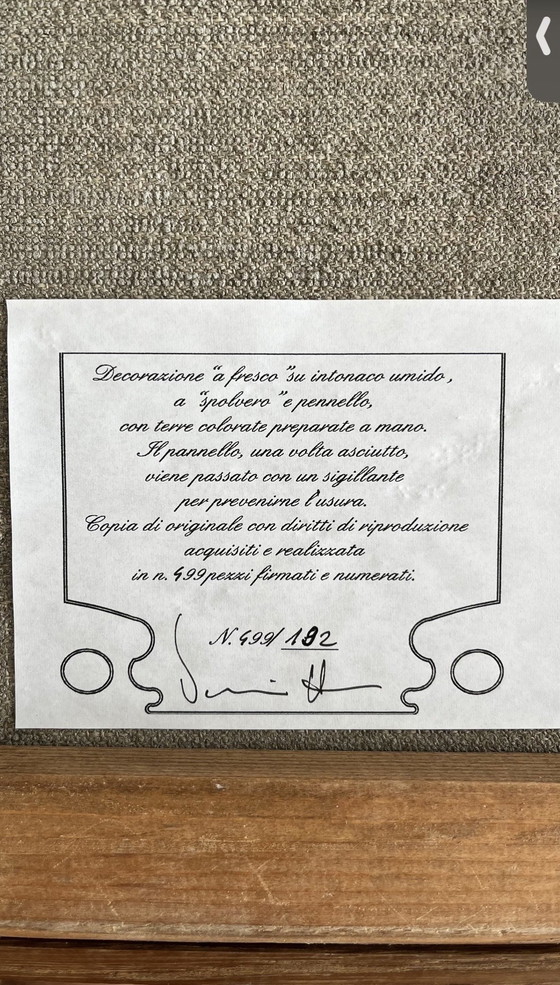 Decorazione "a fresco" su intonaco umido,
a "spolvero" e pennello,
con terre colorate preparate a mano.
Il pannello, una volta asciutto,
viene passato con un sigillante
per prevenirne l'usura.
Copia di originale con diritti di riproduzione
acquisiti e realizzata
in n. 499 pezzi firmati e numerati.
N. 499/ 192